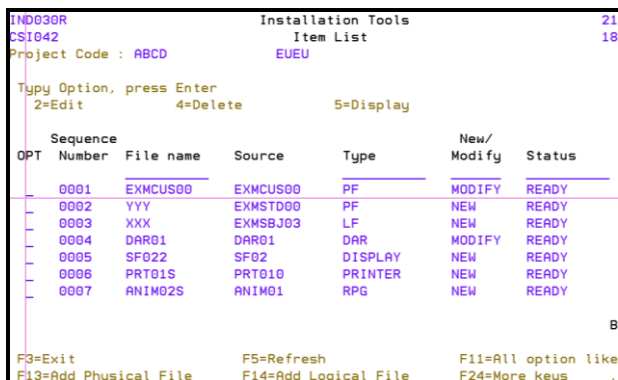 IND030R Installation Tools 21
CSI042 Item List 18
Project Code : ABCD EUEU
Typy Option, press Enter
2=Edit 4=Delete 5=Display
Sequence New/
OPT Number File name Source Type Modify Status
_ 0001 EXMCUS00 EXMCUS00 PF MODIFY READY
_ 0002 YYY EXMSTD00 PF NEW READY
_ 0003 XXX EXMSBJ03 LF NEW READY
_ 0004 DAR01 DAR01 DAR MODIFY READY
_ 0005 SF022 SF02 DISPLAY NEW READY
_ 0006 PRT01S PRT010 PRINTER NEW READY
_ 0007 ANIM02S ANIM01 RPG NEW READY
B
F3=Exit F5=Refresh F11=All option like
F13=Add Physical File F14=Add Logical File F24=More keys .